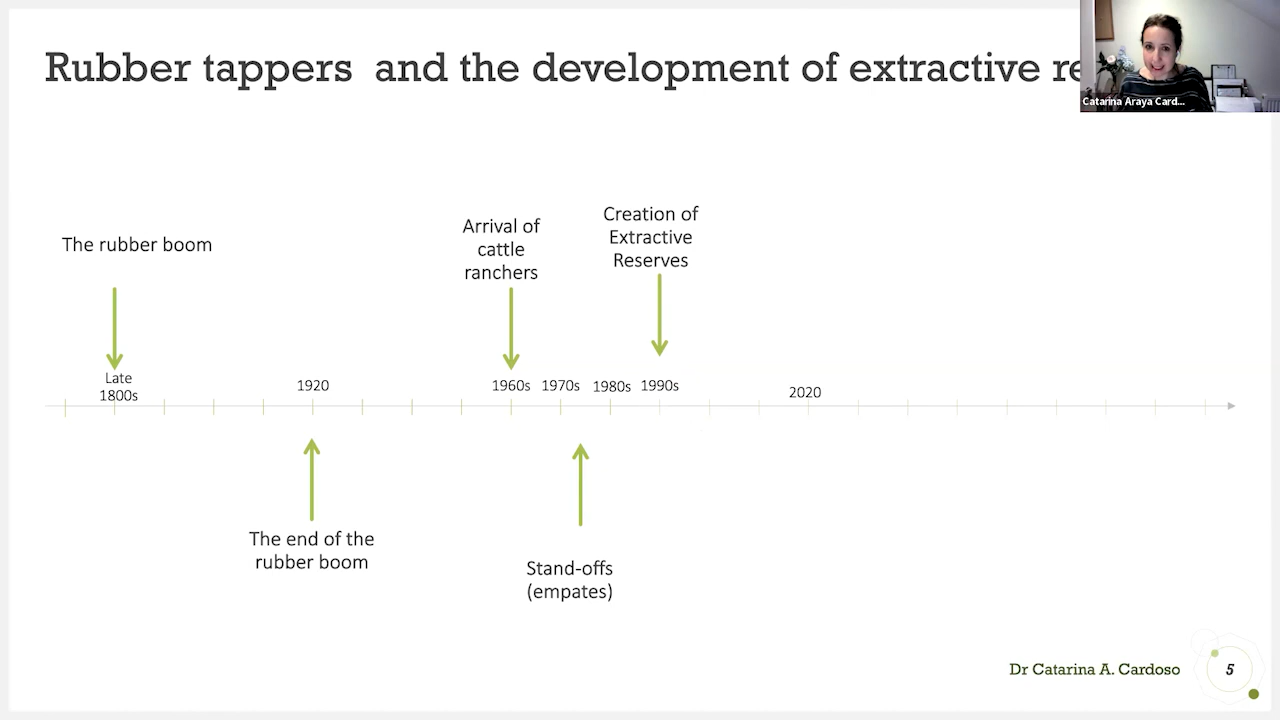 Rubber tappers and the development of extractive
Catarina Araya Card...
The rubber boom
Arrival of
cattle
ranchers
Creation of
Extractive
Reserves
Late
1800s
1920
1960s
1970s
1980s
1990s
2020
The end of the
rubber boom
Stand-offs
(empates)
Dr Catarina A. Cardoso
5